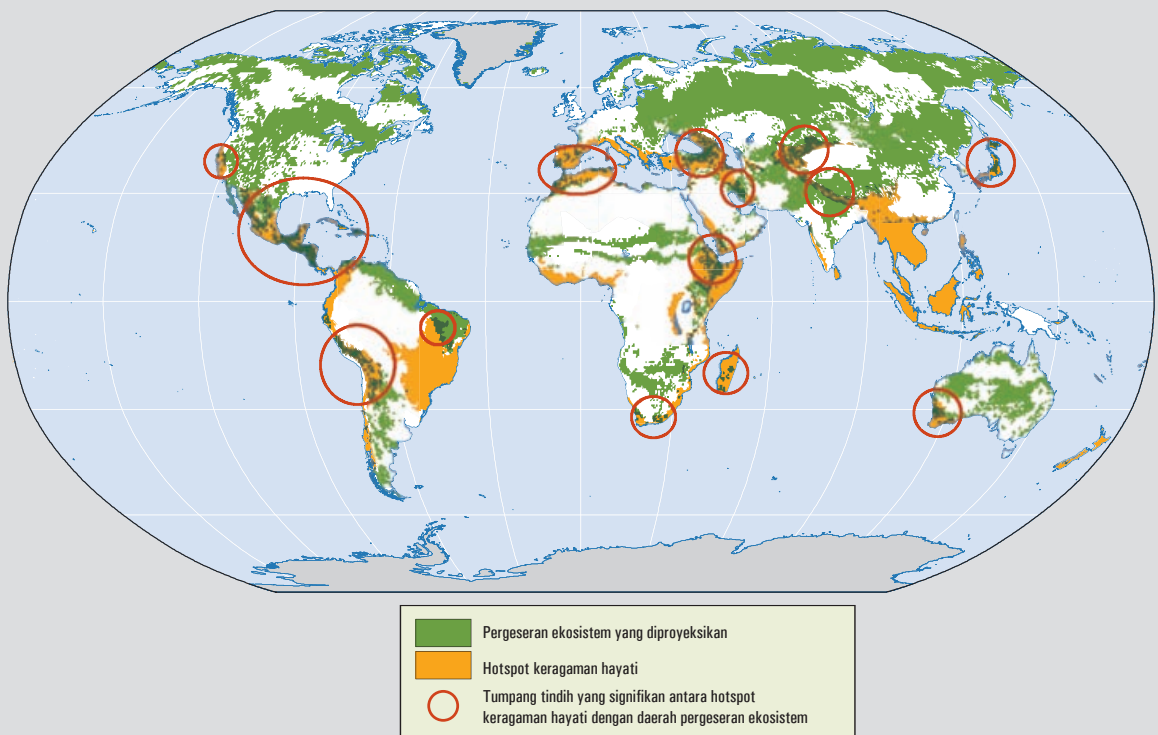 Pergeseran ekosistem yang diproyeksikan
Hotspot keragaman hayati
Tumpang tindih yang signifikan antara hotspot
keragaman hayati dengan daerah pergeseran ekosistem